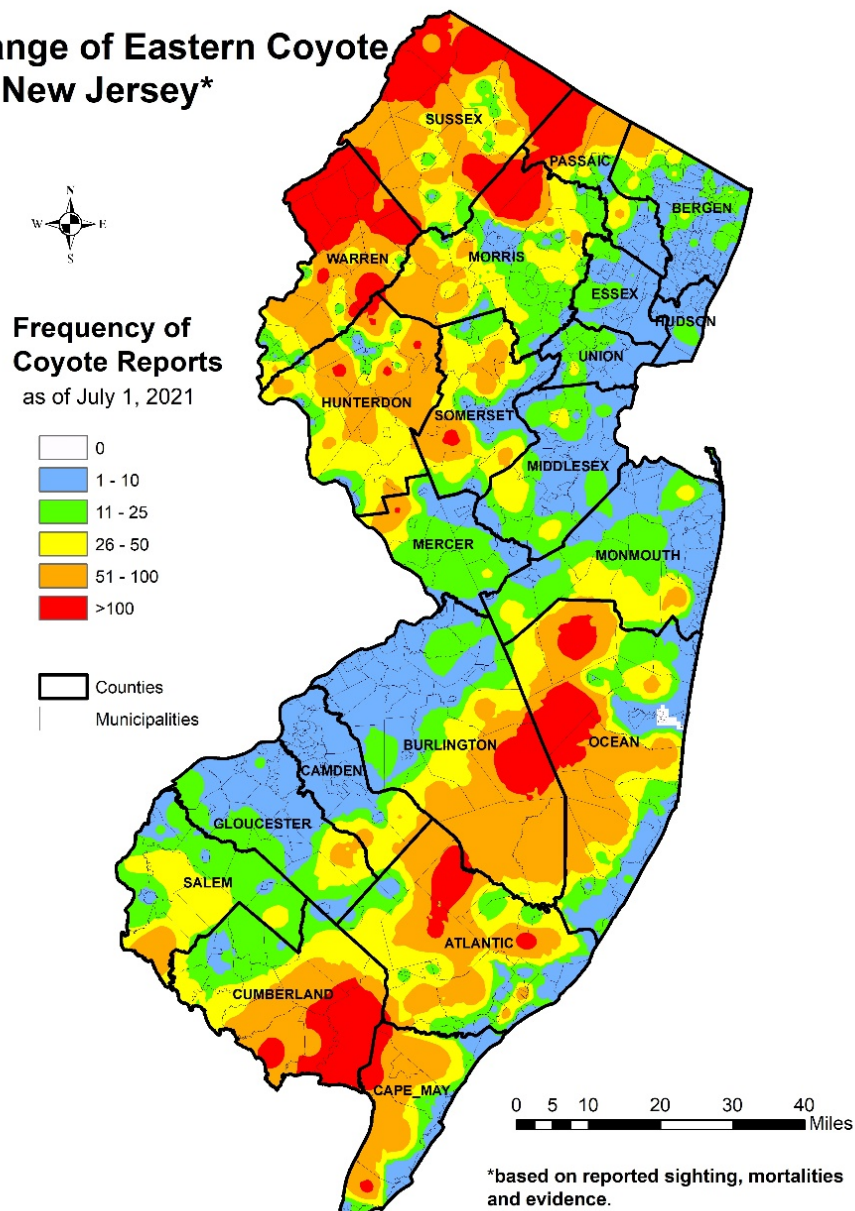 ange of Eastern Coyote
New Jersey*
N
W E
S
Frequency of
Coyote Reports
as of July 1, 2021
0
1 - 10
11 - 25
26 - 50
51 - 100
>100
Counties
Municipalities
SUSSEX
PASSAIC
BERGEN
WARREN
MORRIS
ESSEX
HUDSON
UNION
HUNTERDON
SOMERSET
MIDDLESEX
MERCER
MONMOUTH
OCEAN
BURLINGTON
CAMDEN
GLOUCESTER
SALEM
ATLANTIC
CUMBERLAND
CAPE_MAY
0 5 10 20 30 40
Miles
*based on reported sighting, mortalities
and evidence.